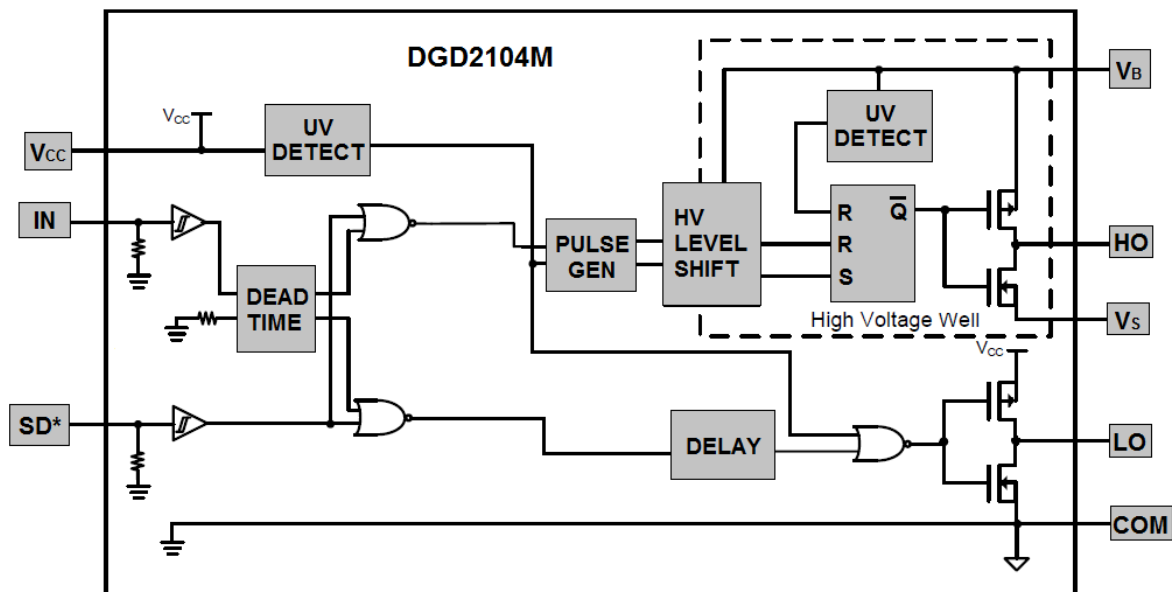 DGD2104M
VB
VCC
UV
DETECT
UV
DETECT
VCC
IN
HV
LEVEL
SHIFT
R
Q̅
R
S
PULSE
GEN
HO
DEAD
TIME
High Voltage Well
VS
VCC
SD*
DELAY
LO
COM